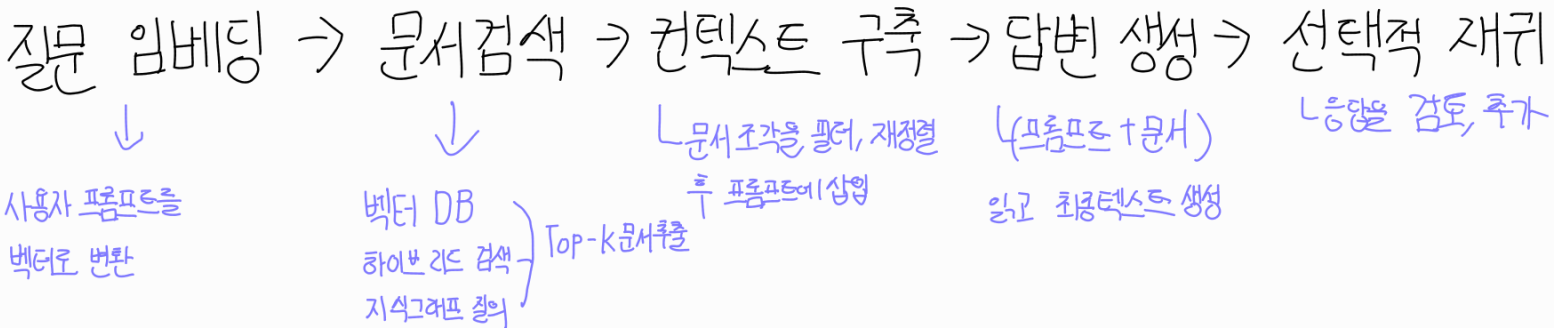 질문 임베딩 → 문서검색 → 컨텍스트 구축 → 답변 생성 → 선택적 재귀
↓
사용자 프롬프트를
벡터로 변환
↓
벡터 DB
하이브리드 검색
지식그래프 질의
Top-k문서추출
문서 조각을 필터, 재정렬
후 프롬프트에 삽입
(프롬프트+문서)
읽고 최종텍스트 생성
응답을 검토, 추가